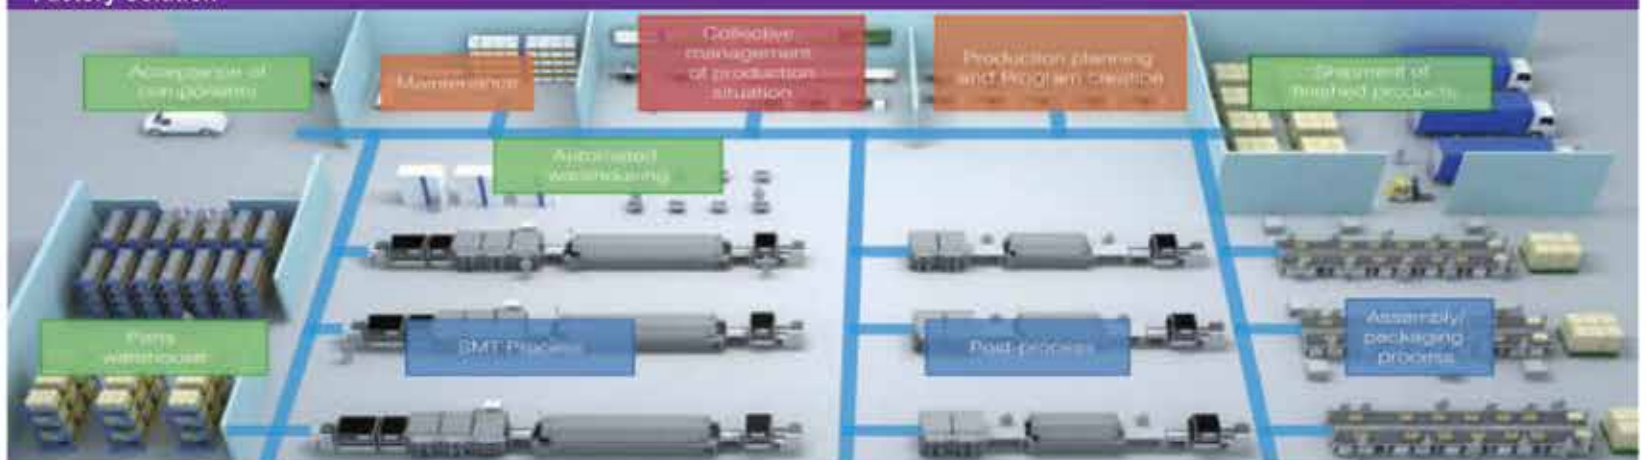 Factory Solution
Acceptance of
components
Maintenance
Collective
management
of production
situation
Production planning
and Program creation
Shipment of
finished products
Automated
warehousing
Parts
warehouse
SMT Process
Post-process
Assembly/
packaging
process